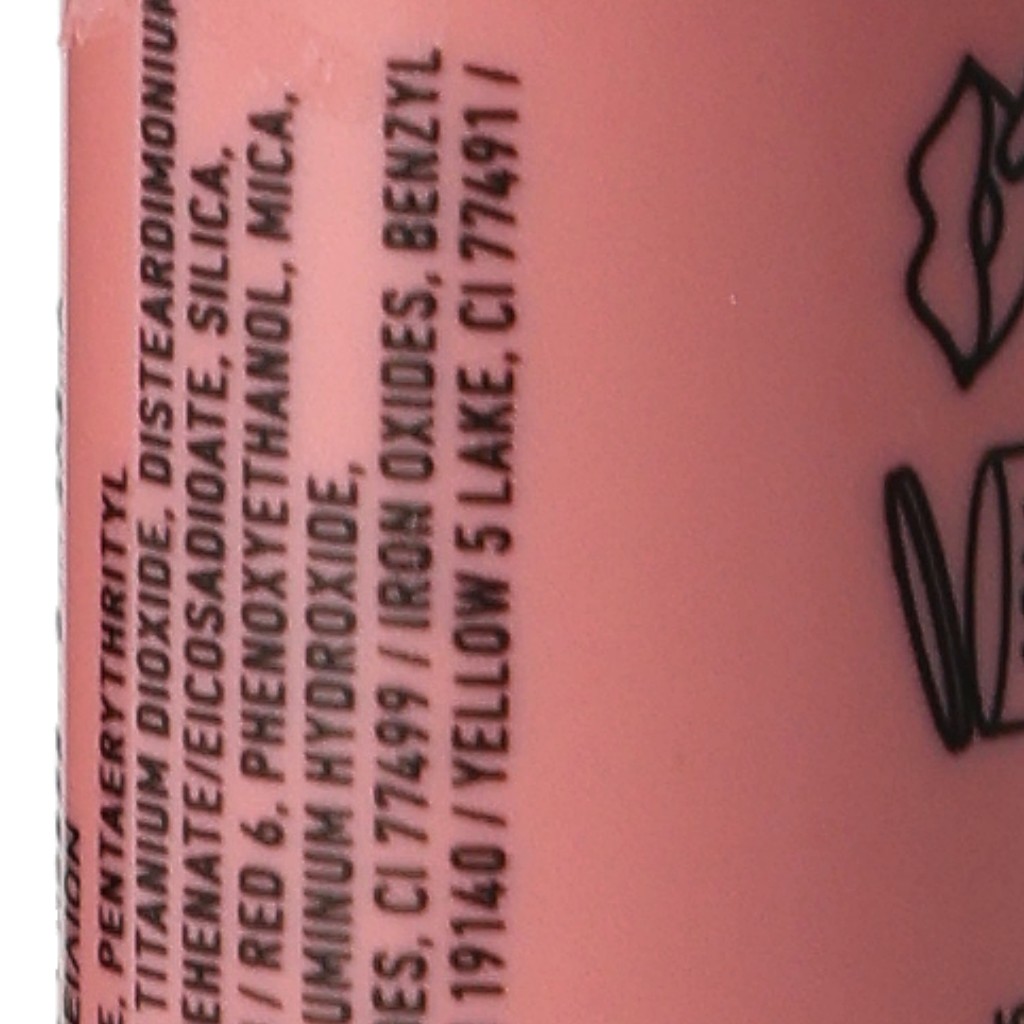 PENTAERYTHRITYL
TITANIUM DIOXIDE, DISTEARDIMONIUM
EHENATE/EICOSADIOATE, SILICA,
/ RED 6, PHENOXYETHANOL, MICA,
UMINUM HYDROXIDE,
ES, CI 77499 / IRON OXIDES, BENZYL
19140 / YELLOW 5 LAKE, CI 77491 /